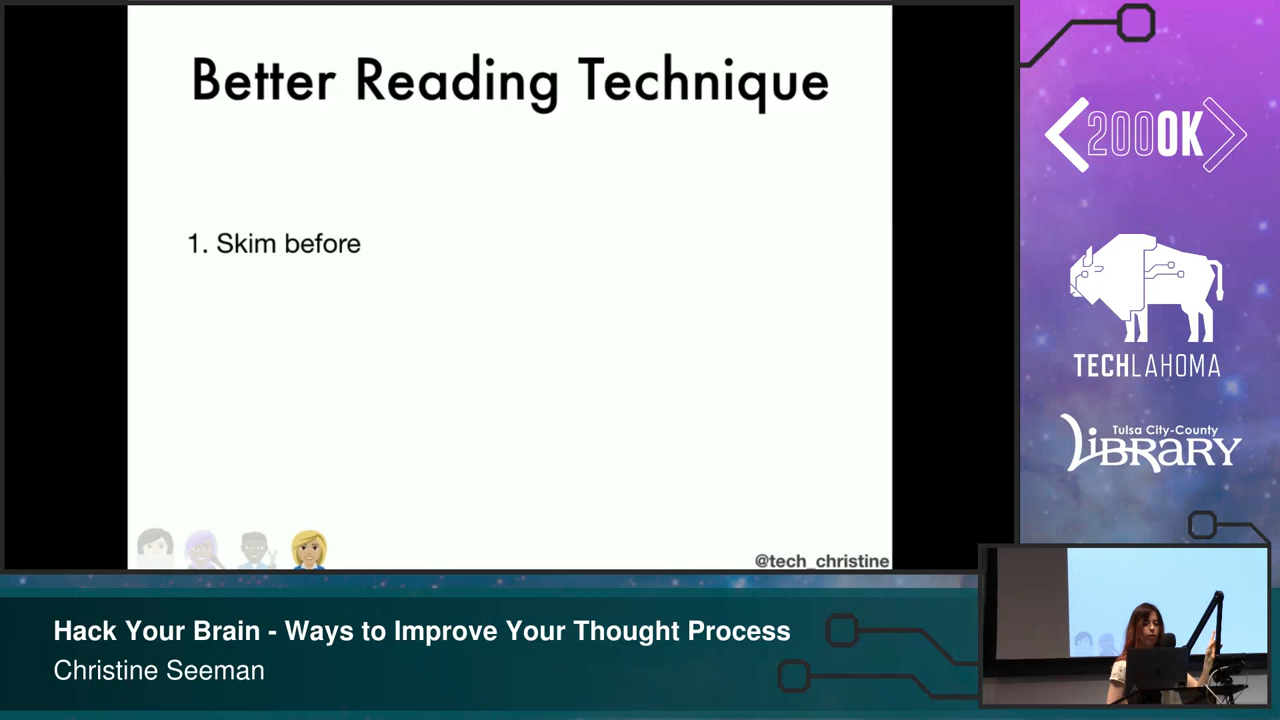 Better Reading Technique
1. Skim before
@tech_christine
<200OK>
TECHLAHOMA
Tulsa City-County
LIBRARY
Hack Your Brain - Ways to Improve Your Thought Process
Christine Seeman